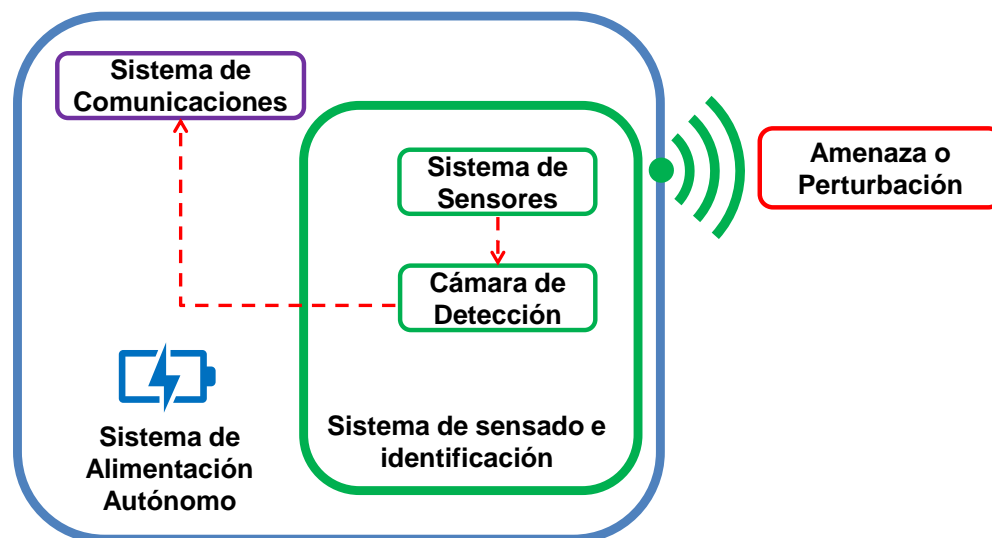 Sistema de
Comunicaciones
Sistema de
Sensores
Amenaza o
Perturbación
Cámara de
Detección
Sistema de sensado e
identificación
Sistema de
Alimentación
Autónomo